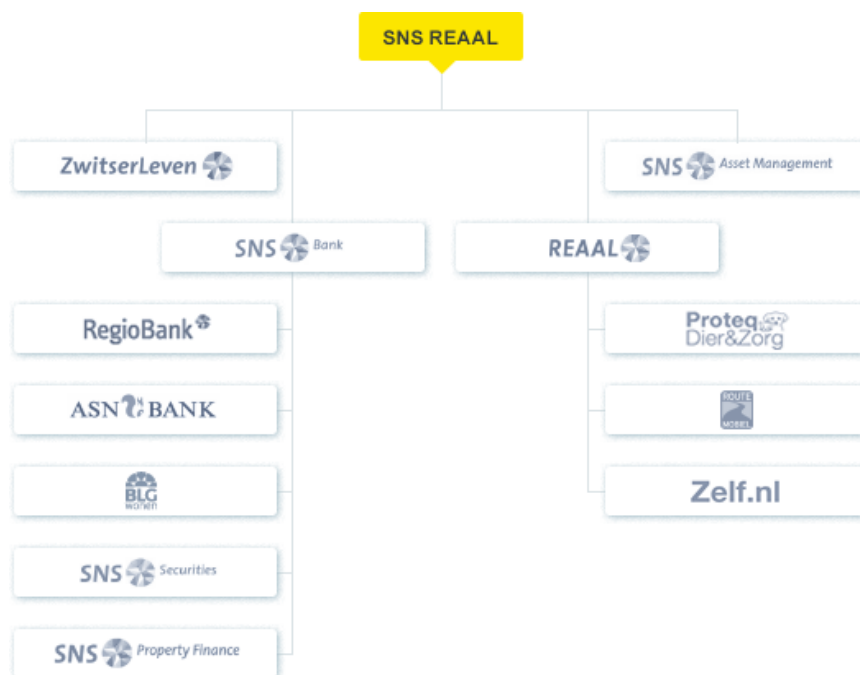 SNS REAAL
ZwitserLeven
SNS Asset Management
SNS Bank
REAAL
RegioBank
Proteq
Dier&Zorg
ASN BANK
ROUTE
MOBIEL
BLG
wonen
Zelf.nl
SNS Securities
SNS Property Finance